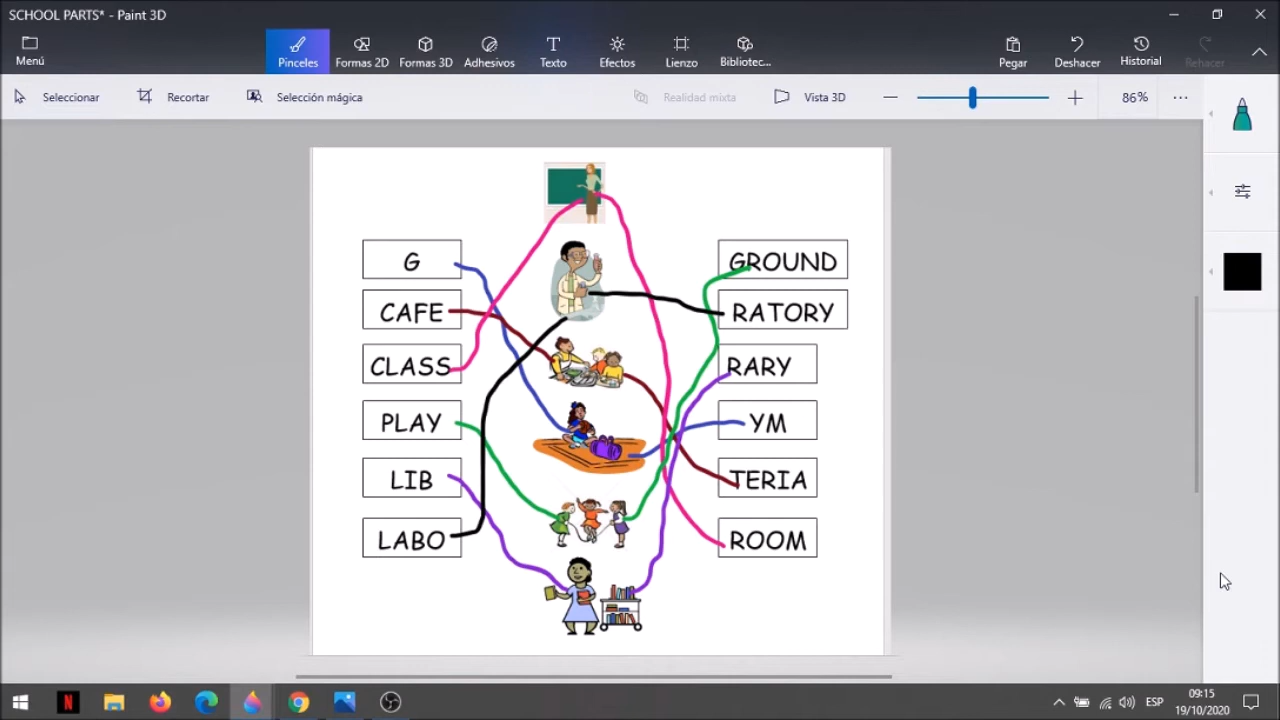 SCHOOL PARTS* - Paint 3D
Menú
Pinceles
Formas 2D
Formas 3D
Adhesivos
Texto
Efectos
Lienzo
Bibliotec...
Pegar
Deshacer
Historial
Rehacer
Seleccionar
Recortar
Selección mágica
Realidad mixta
Vista 3D
86%
G
GROUND
CAFE
RATORY
CLASS
RARY
PLAY
YM
LIB
TERIA
LABO
ROOM
ESP
09:15
19/10/2020